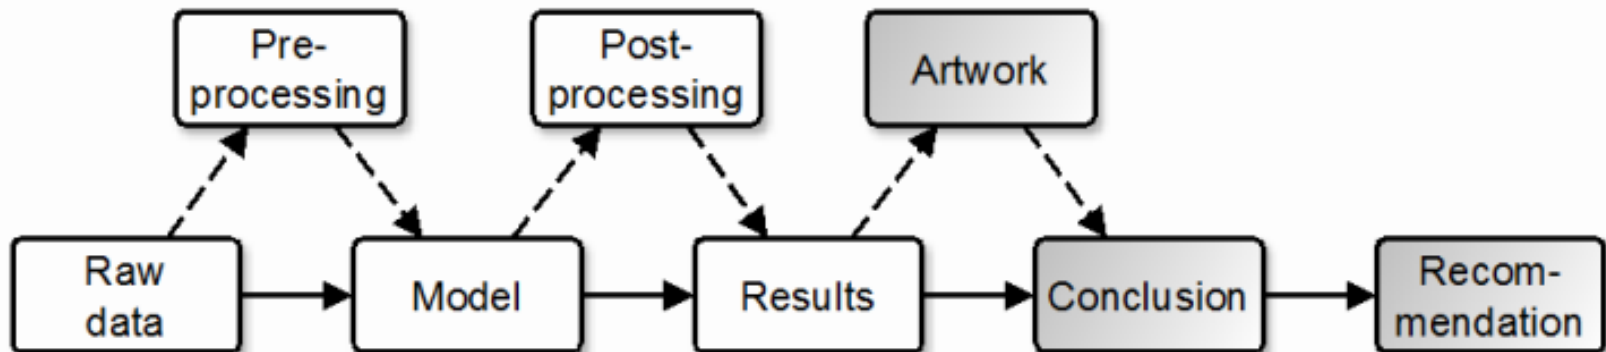 Pre-
processing
Post-
processing
Artwork
Raw
data
Model
Results
Conclusion
Recom-
mendation